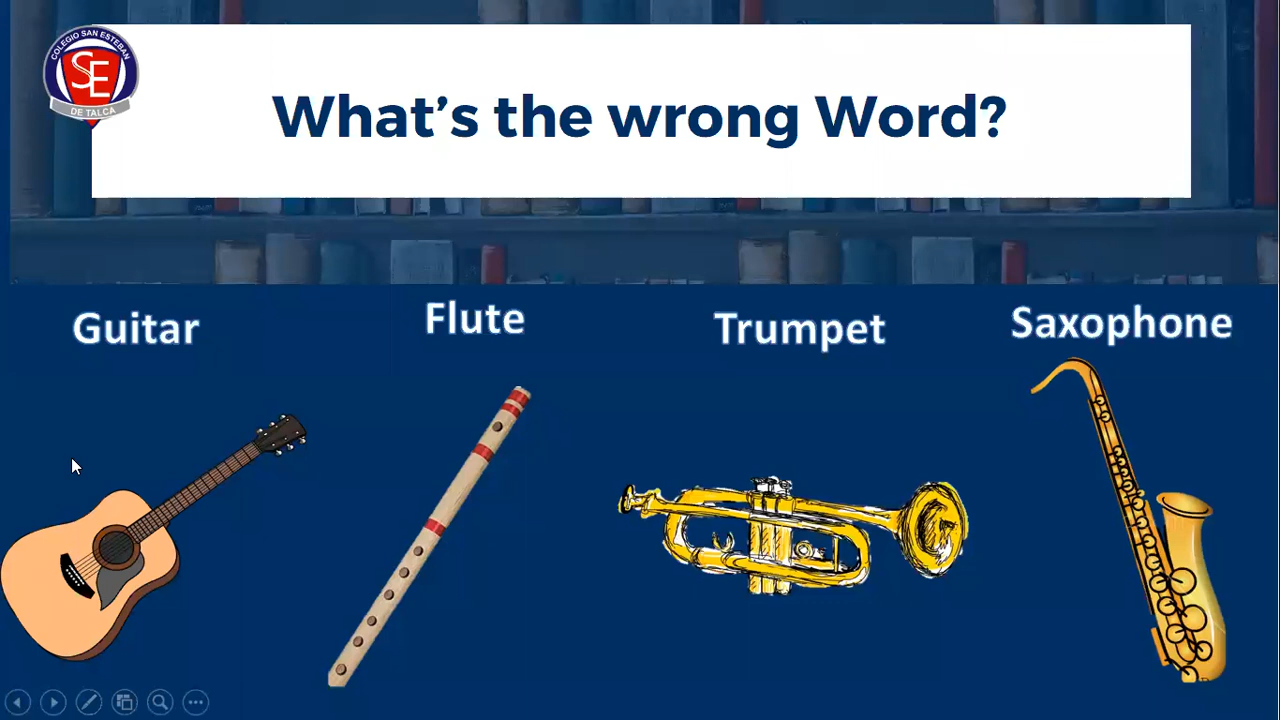 COLEGIO SAN ESTEBAN
SE
DE TALCA
What's the wrong Word?
Guitar
Flute
Trumpet
Saxophone